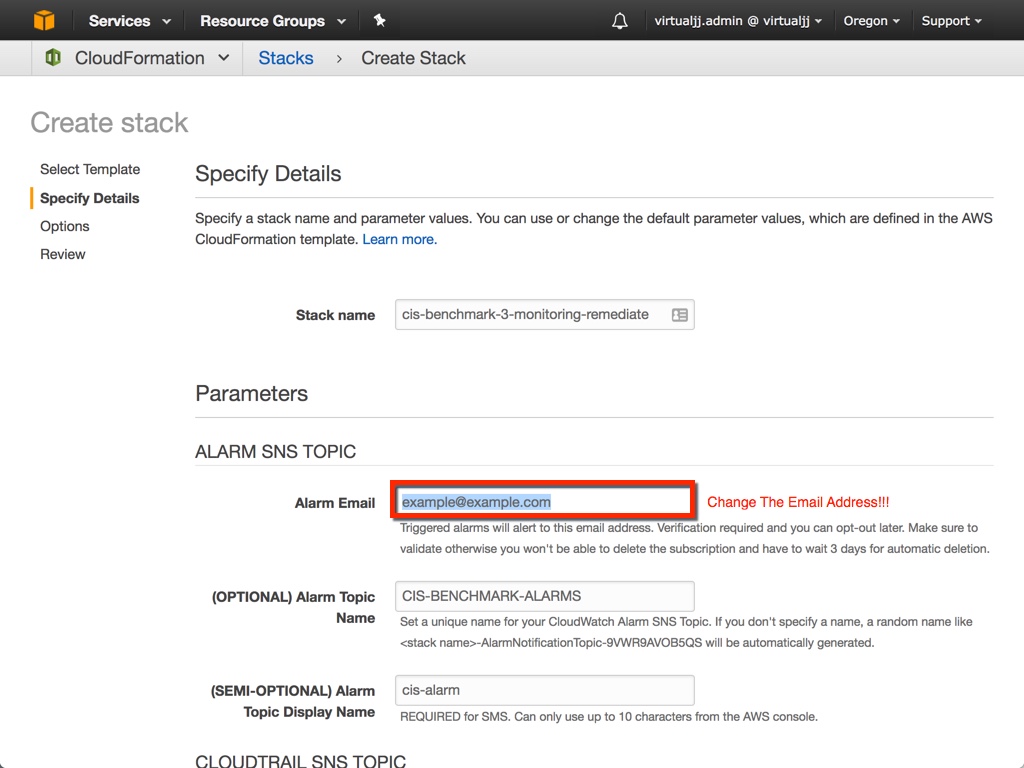 Services Resource Groups virtualjj.admin @ virtualjj Oregon Support
CloudFormation Stacks > Create Stack
Create stack
Select Template
Specify Details
Options
Review
Specify Details
Specify a stack name and parameter values. You can use or change the default parameter values, which are defined in the AWS
CloudFormation template. Learn more.
Stack name cis-benchmark-3-monitoring-remediate
Parameters
ALARM SNS TOPIC
Alarm Email example@example.com Change The Email Address!!!
Triggered alarms will alert to this email address. Verification required and you can opt-out later. Make sure to
validate otherwise you won't be able to delete the subscription and have to wait 3 days for automatic deletion.
(OPTIONAL) Alarm Topic
Name
CIS-BENCHMARK-ALARMS
Set a unique name for your CloudWatch Alarm SNS Topic. If you don't specify a name, a random name like
<stack name>-AlarmNotificationTopic-9VWR9AVOB5QS will be automatically generated.
(SEMI-OPTIONAL) Alarm
Topic Display Name
cis-alarm
REQUIRED for SMS. Can only use up to 10 characters from the AWS console.
CLOUDTRAIL SNS TOPIC